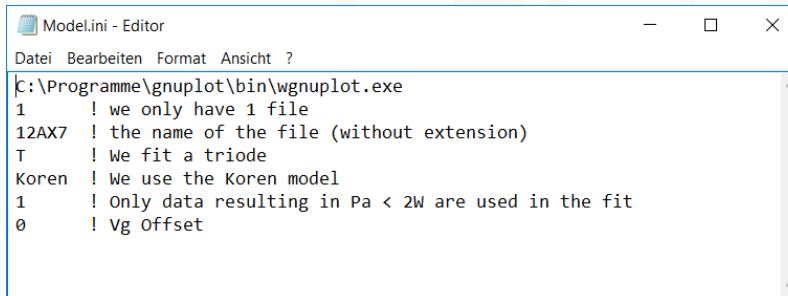 Model.ini - Editor
Datei Bearbeiten Format Ansicht ?
C:\Programme\gnuplot\bin\wgnuplot.exe
1 ! we only have 1 file
12AX7 ! the name of the file (without extension)
T ! We fit a triode
Koren ! We use the Koren model
1 ! Only data resulting in Pa < 2W are used in the fit
0 ! Vg Offset